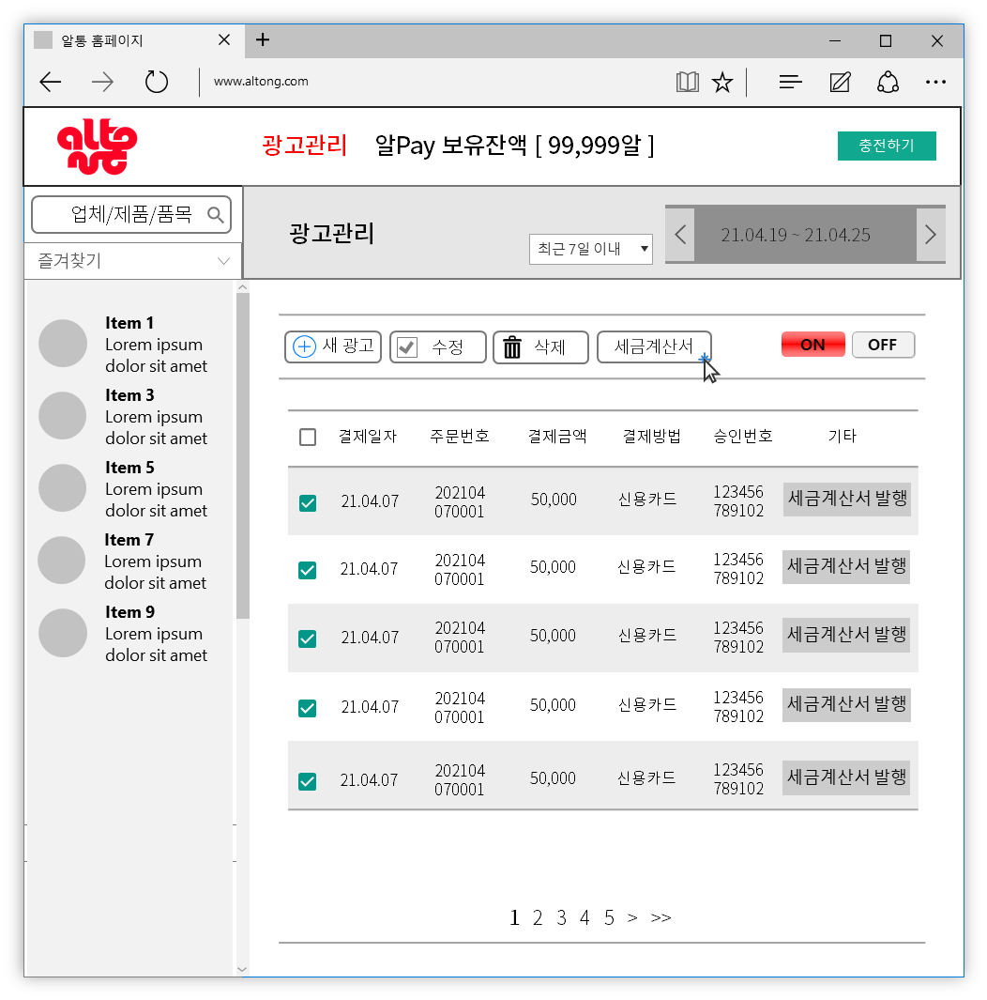 알통 홈페이지
www.altong.com
altong
광고관리 알Pay 보유잔액 [ 99,999알 ]
충전하기
업체/제품/품목
즐겨찾기
광고관리
최근 7일 이내
21.04.19 ~ 21.04.25
Item 1
Lorem ipsum
dolor sit amet
Item 3
Lorem ipsum
dolor sit amet
Item 5
Lorem ipsum
dolor sit amet
Item 7
Lorem ipsum
dolor sit amet
Item 9
Lorem ipsum
dolor sit amet
새 광고 수정 삭제 세금계산서 ON OFF
결제일자 주문번호 결제금액 결제방법 승인번호 기타
21.04.07 202104 070001 50,000 신용카드 123456 789102 세금계산서 발행
21.04.07 202104 070001 50,000 신용카드 123456 789102 세금계산서 발행
21.04.07 202104 070001 50,000 신용카드 123456 789102 세금계산서 발행
21.04.07 202104 070001 50,000 신용카드 123456 789102 세금계산서 발행
21.04.07 202104 070001 50,000 신용카드 123456 789102 세금계산서 발행
1 2 3 4 5 > >>